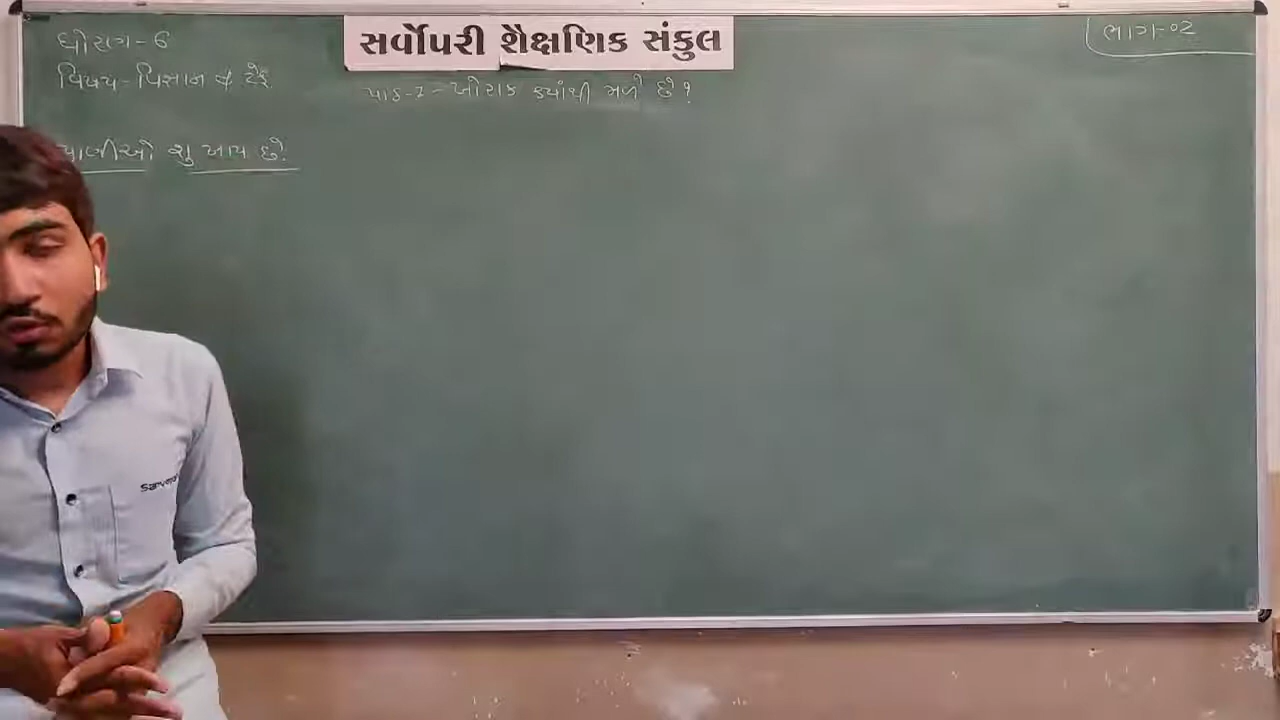 ધોરણ-6
સર્વોપરી શૈક્ષણિક સંકુલ
ભાગ-02
વિષય-વિજ્ઞાન &
પાઠ-1- ખોરાક ક્યાંથી મળે છે?
પ્રાણીઓ શુ ખાય છે.